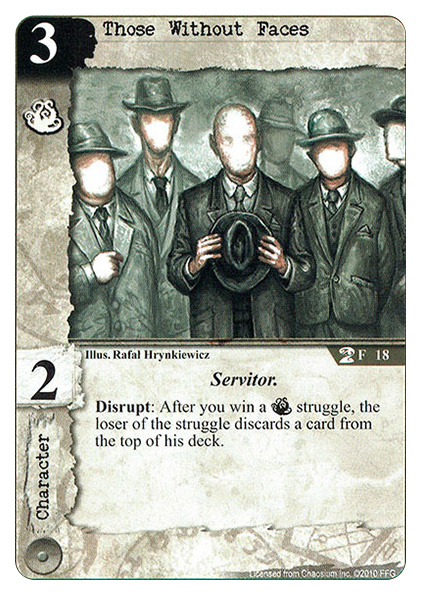 3
Those Without Faces
Illus. Rafal Hrynkiewicz
F 18
Servitor.
2
Disrupt: After you win a struggle, the
loser of the struggle discards a card from
the top of his deck.
Character
Licensed from Chaosium Inc. ©2010 FFG